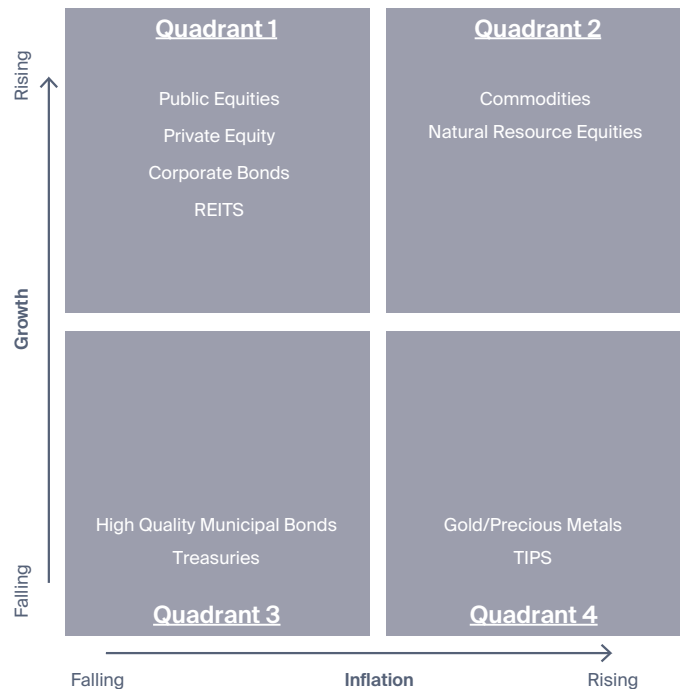 Quadrant 1
Public Equities
Private Equity
Corporate Bonds
REITS
Quadrant 2
Commodities
Natural Resource Equities
High Quality Municipal Bonds
Treasuries
Quadrant 3
Gold/Precious Metals
TIPS
Quadrant 4
Rising
Growth
Falling
Falling
Inflation
Rising